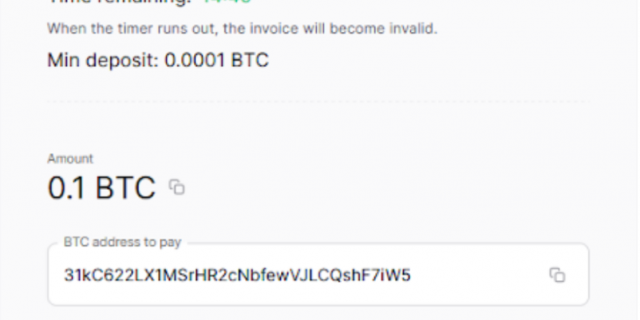 Time remaining:
When the timer runs out, the invoice will become invalid.
Min deposit: 0.0001 BTC
Amount
0.1 BTC
BTC address to pay
31kC622LX1MSrHR2cNbfewVJLCQshF7iW5